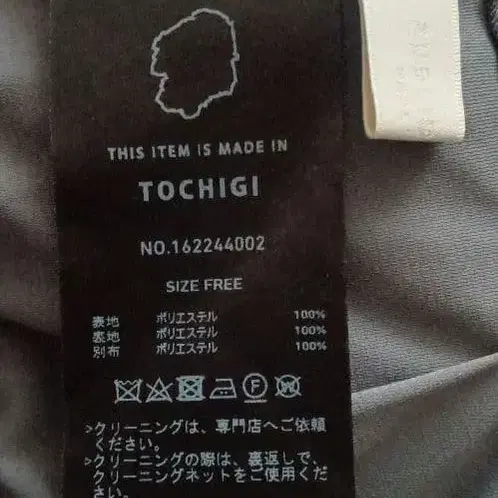 THIS ITEM IS MADE IN
TOCHIGI
NO.162244002
SIZE FREE
表地 ポリエステル 100%
裏地 ポリエステル 100%
別布 ポリエステル 100%
>クリーニングは、専門店へご依頼
ください。
>クリーニングの際は、裏返しで、
クリーニングネットをご使用くだ
さい。